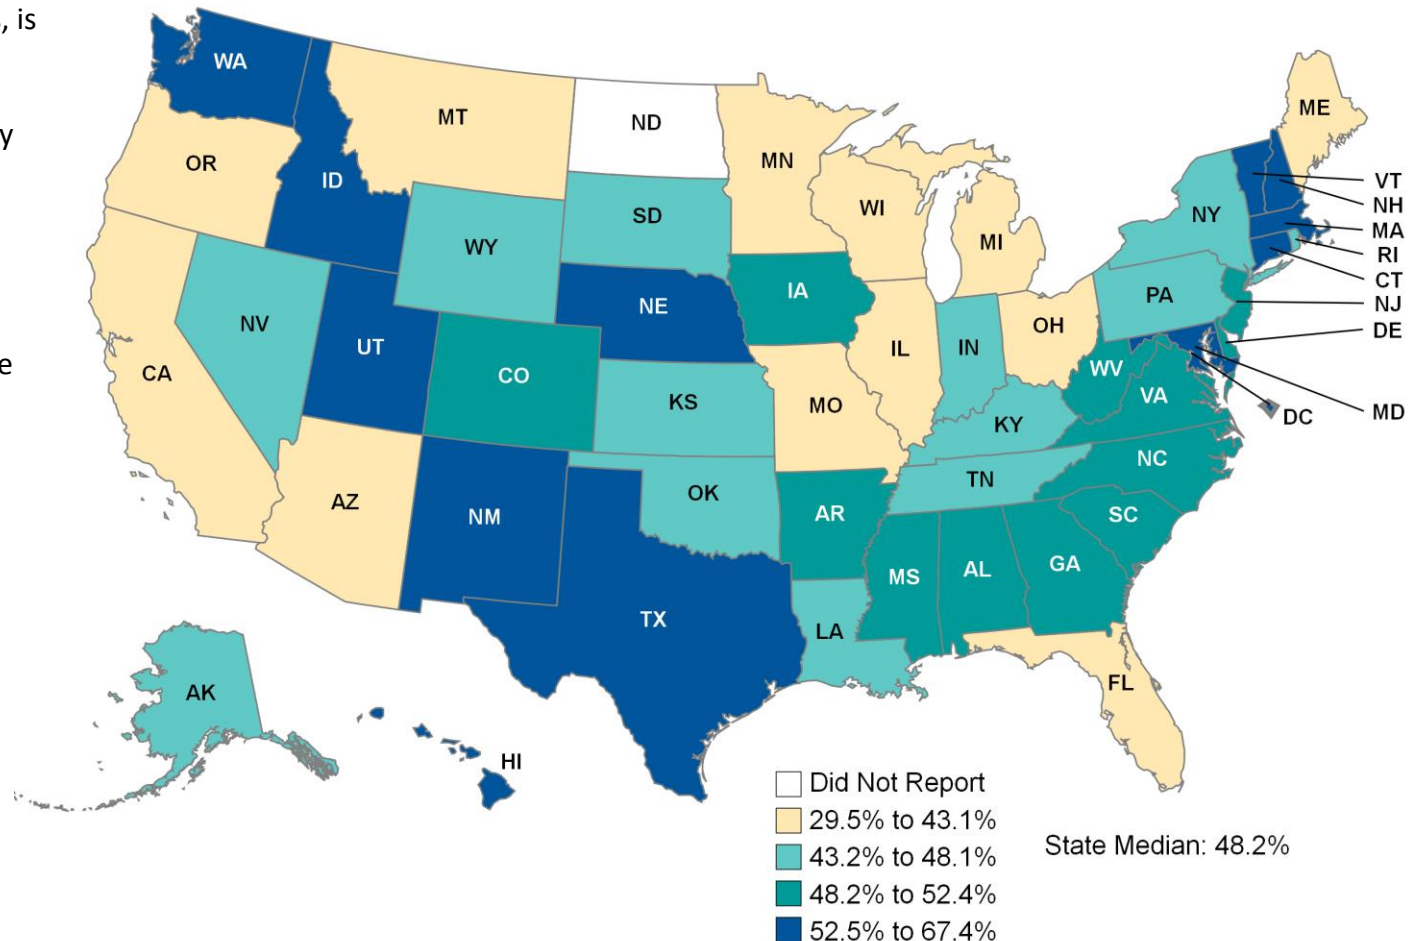 , is
y
e
WA
MT
ND
MN
ME
OR
ID
SD
WI
MI
NY
VT
NH
MA
RI
CT
NJ
DE
MD
DC
WY
IA
PA
NV
UT
NE
CO
IL
IN
OH
WV
VA
CA
KS
MO
KY
NC
TN
AZ
NM
OK
AR
SC
MS
AL
GA
TX
LA
FL
AK
HI
Did Not Report
29.5% to 43.1%
43.2% to 48.1%
48.2% to 52.4%
52.5% to 67.4%
State Median: 48.2%